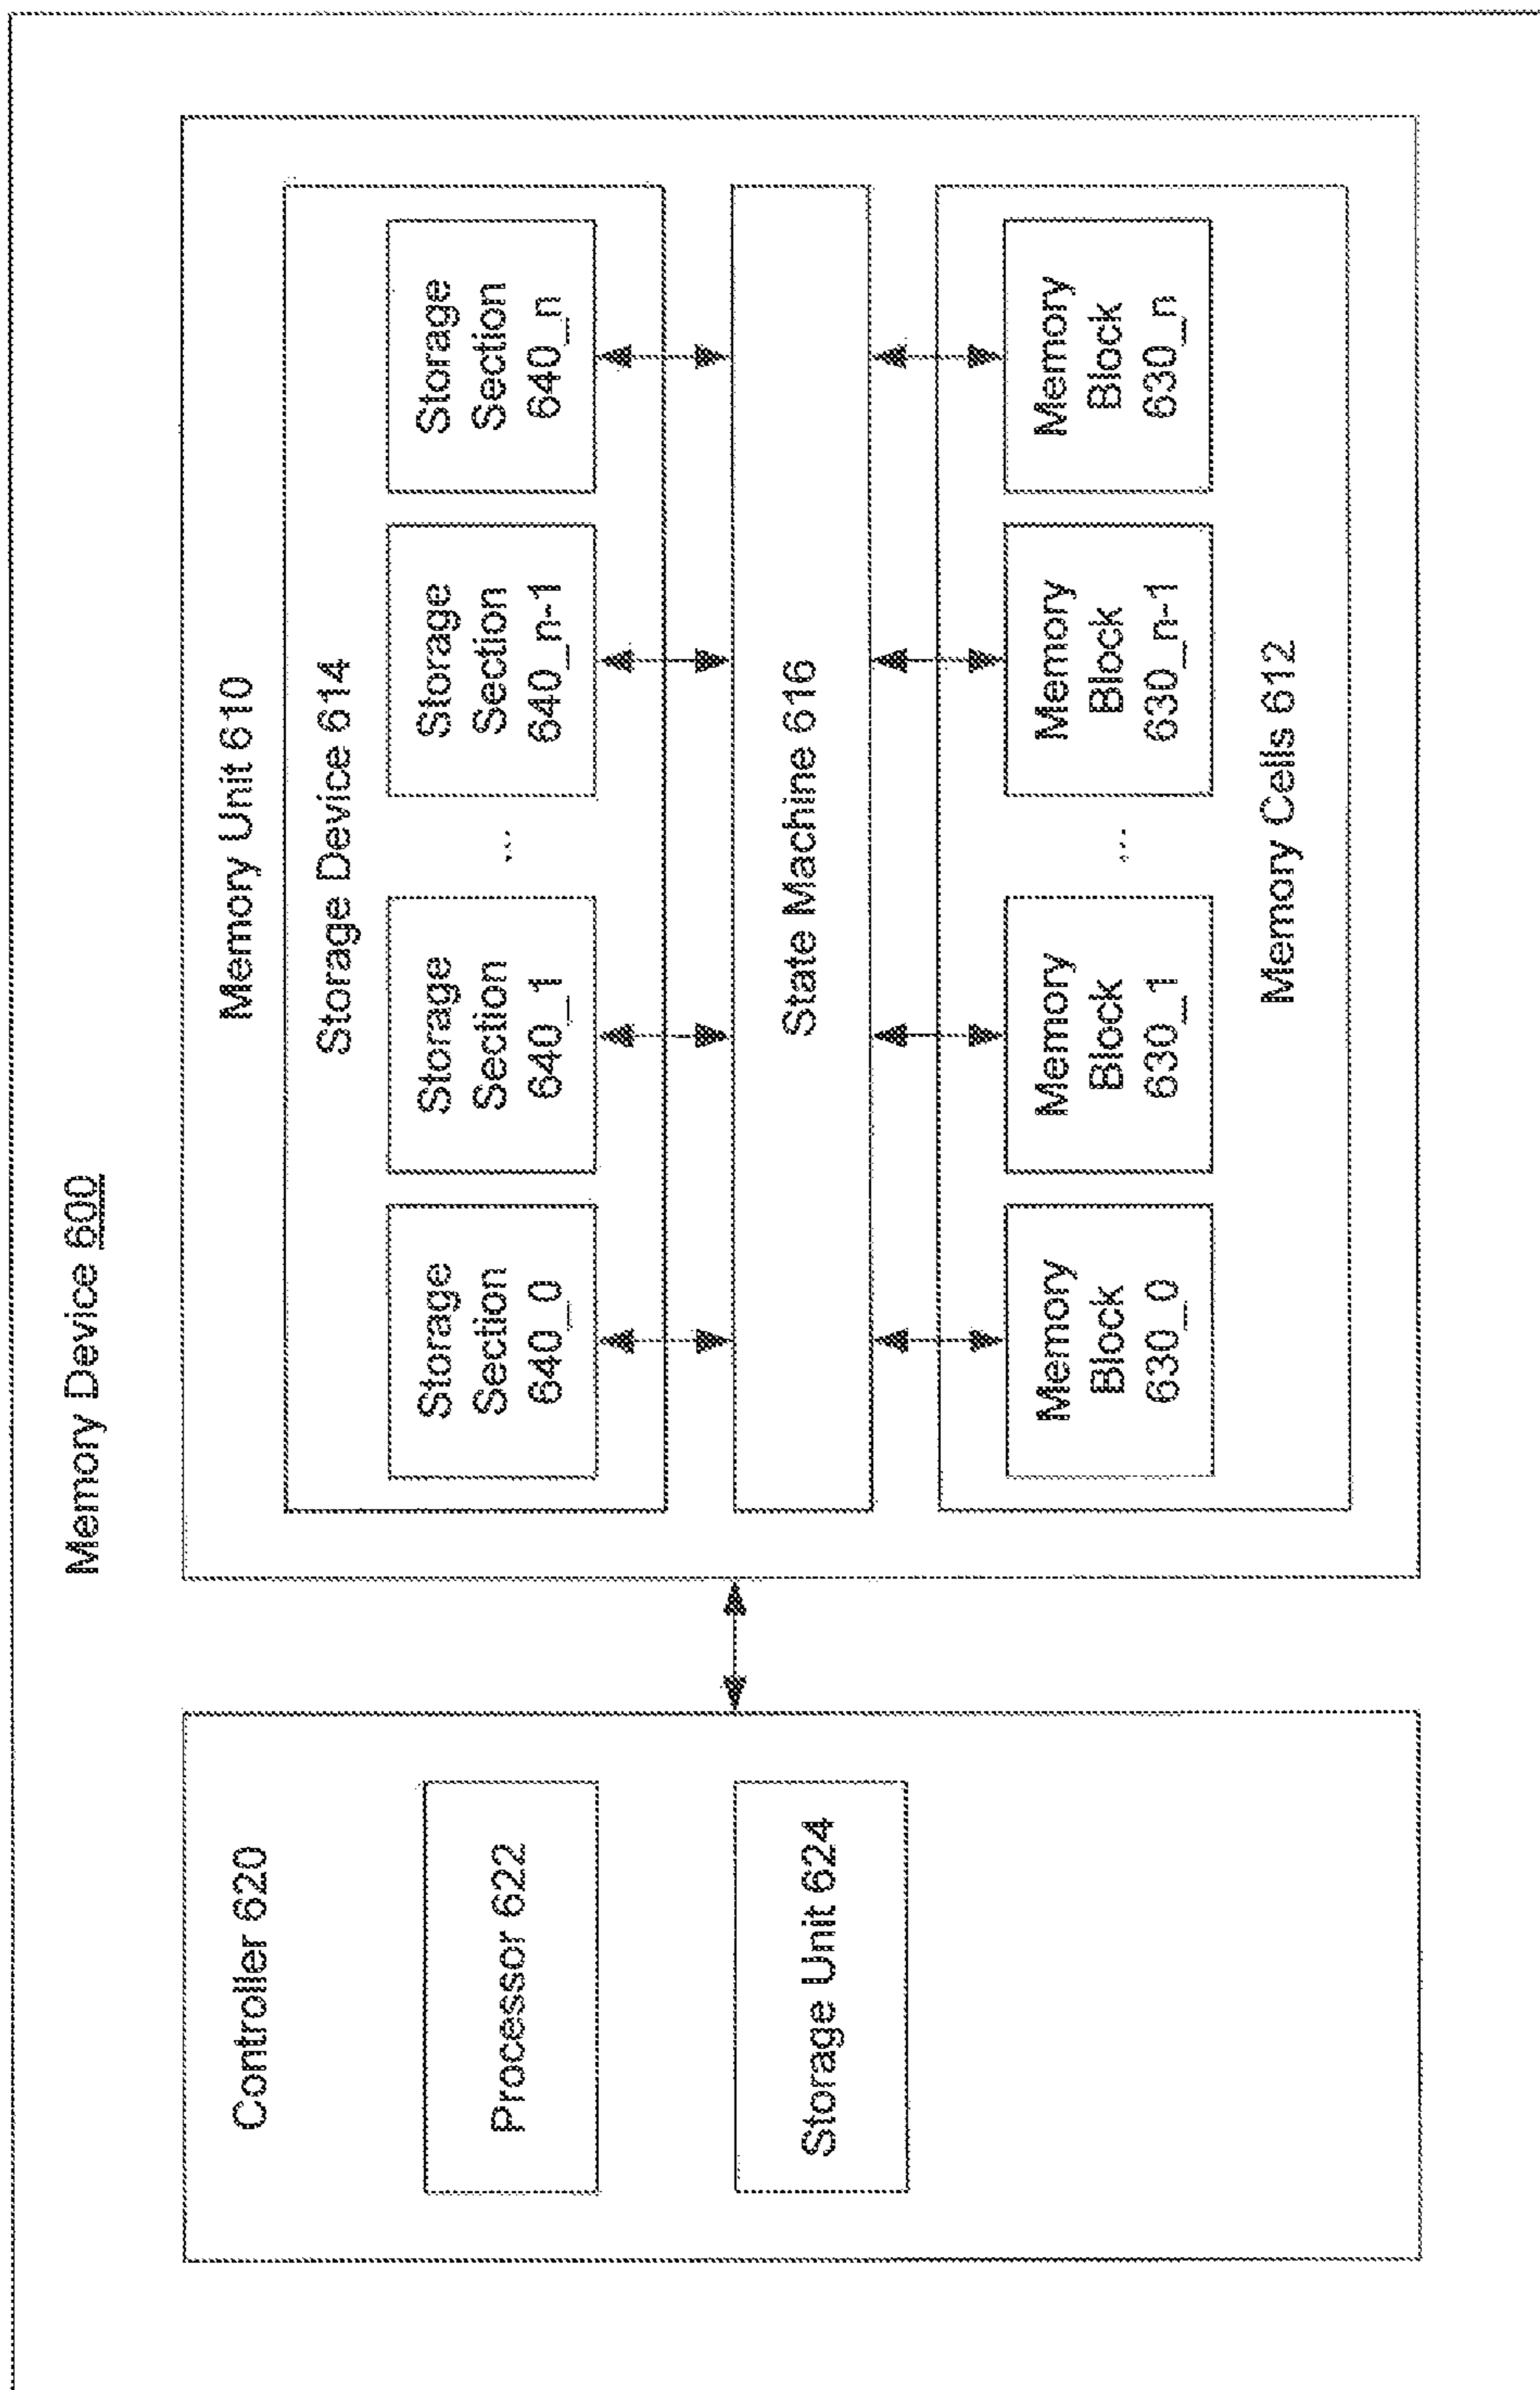 Memory Device 600
Controller 620
Processor 622
Storage Unit 624
Memory Unit 610
Storage Device 614
Storage
Section
640_0
Storage
Section
640_1
...
Storage
Section
640_n-1
Storage
Section
640_n
State Machine 616
Memory
Block
630_0
Memory
Block
630_1
...
Memory
Block
630_n-1
Memory
Block
630_n
Memory Cells 612